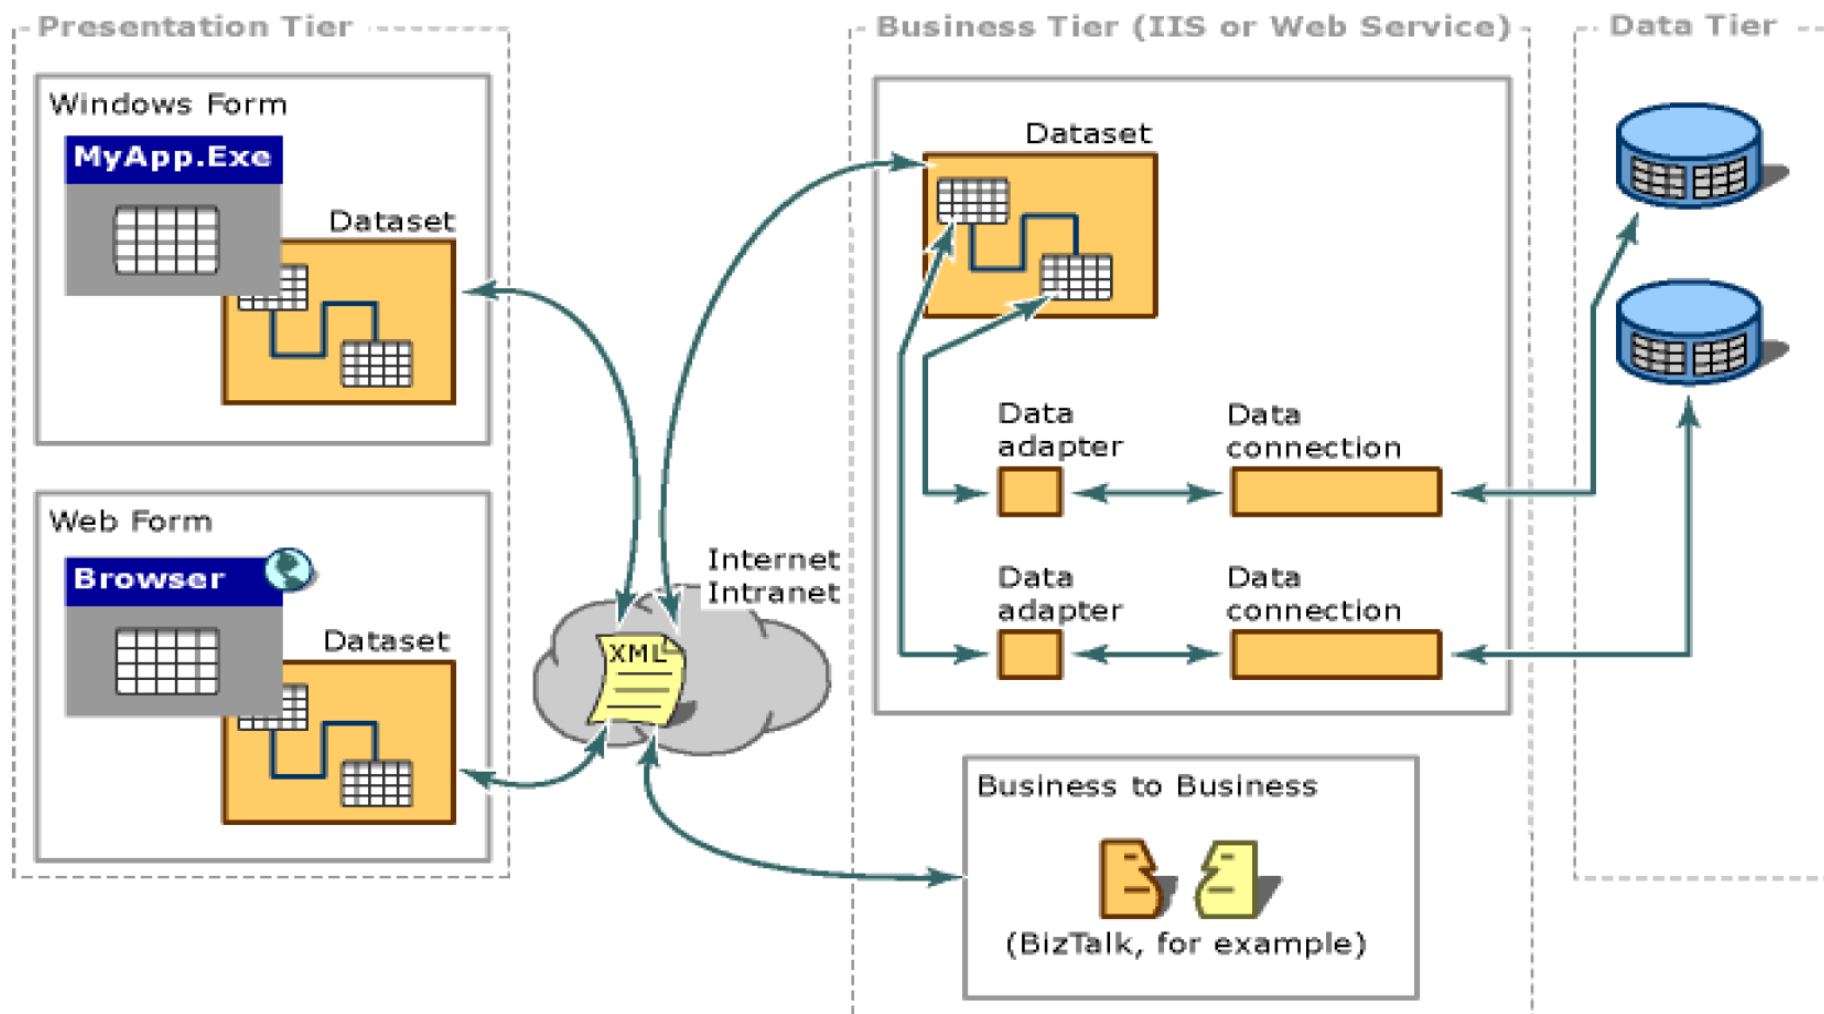 Presentation Tier
Windows Form
MyApp.Exe
Dataset
Web Form
Browser
Dataset
Internet
Intranet
XML
Business Tier (IIS or Web Service)
Dataset
Data
adapter
Data
connection
Data
adapter
Data
connection
Business to Business
(BizTalk, for example)
Data Tier